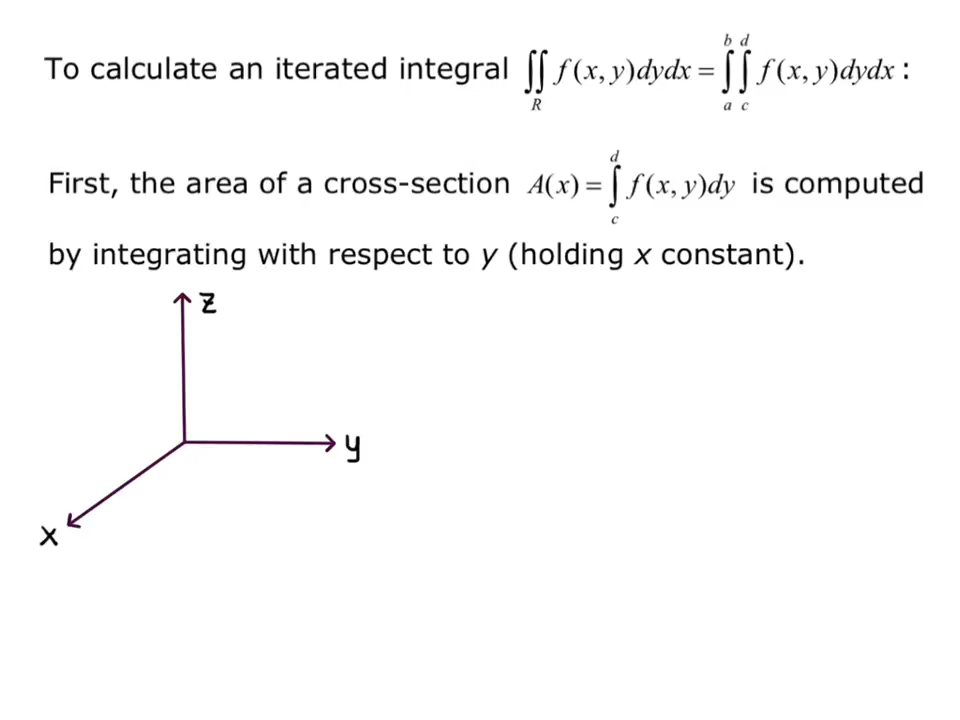 To calculate an iterated integral ∬_R f(x, y)dydx = ∫_a^b ∫_c^d f(x, y)dydx :
First, the area of a cross-section A(x) = ∫_c^d f(x, y)dy is computed
by integrating with respect to y (holding x constant).
z
y
x